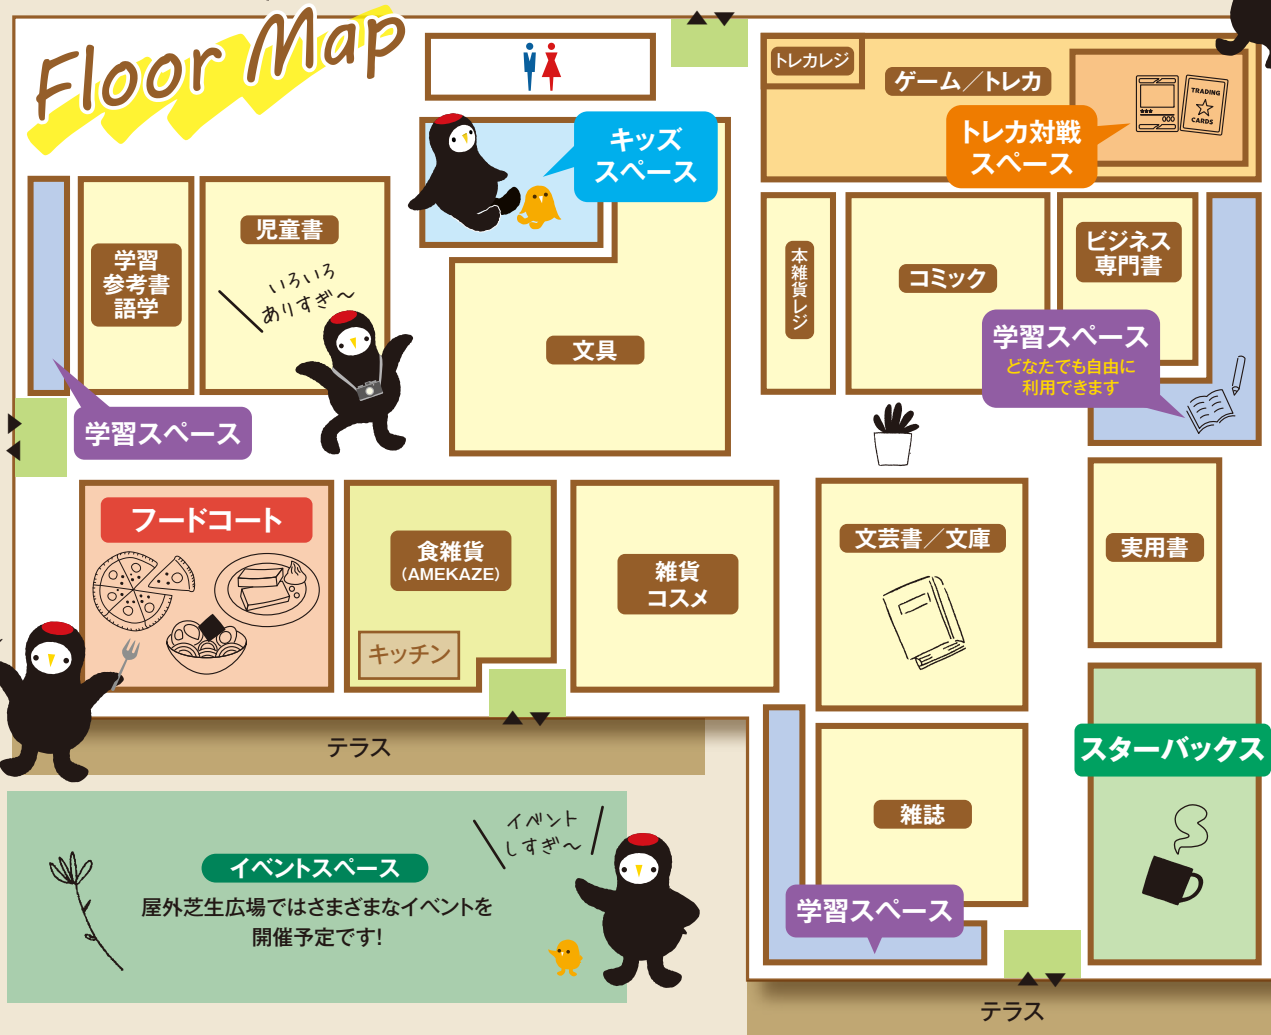 Floor Map
トレカレジ
ゲーム／トレカ
TRADING
CARDS
トレカ対戦
スペース
キッズ
スペース
学習
参考書
語学
児童書
いろいろ
ありすぎ〜
文具
本雑貨レジ
コミック
ビジネス
専門書
学習スペース
どなたでも自由に
利用できます
学習スペース
フードコート
食雑貨
（AMEKAZE）
キッチン
雑貨
コスメ
文芸書／文庫
実用書
テラス
スターバックス
雑誌
イベント
しすぎ〜
イベントスペース
屋外芝生広場ではさまざまなイベントを
開催予定です!
学習スペース
テラス